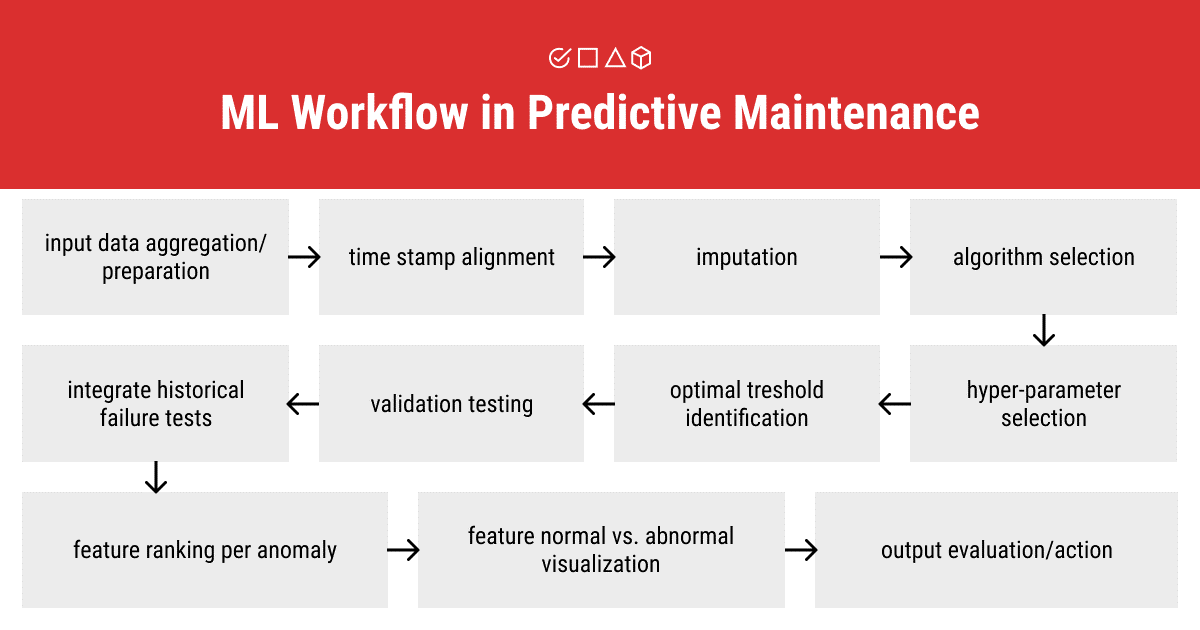 ML Workflow in Predictive Maintenance
input data aggregation/
preparation
time stamp alignment
imputation
algorithm selection
hyper-parameter
selection
optimal treshold
identification
validation testing
integrate historical
failure tests
feature ranking per anomaly
feature normal vs. abnormal
visualization
output evaluation/action